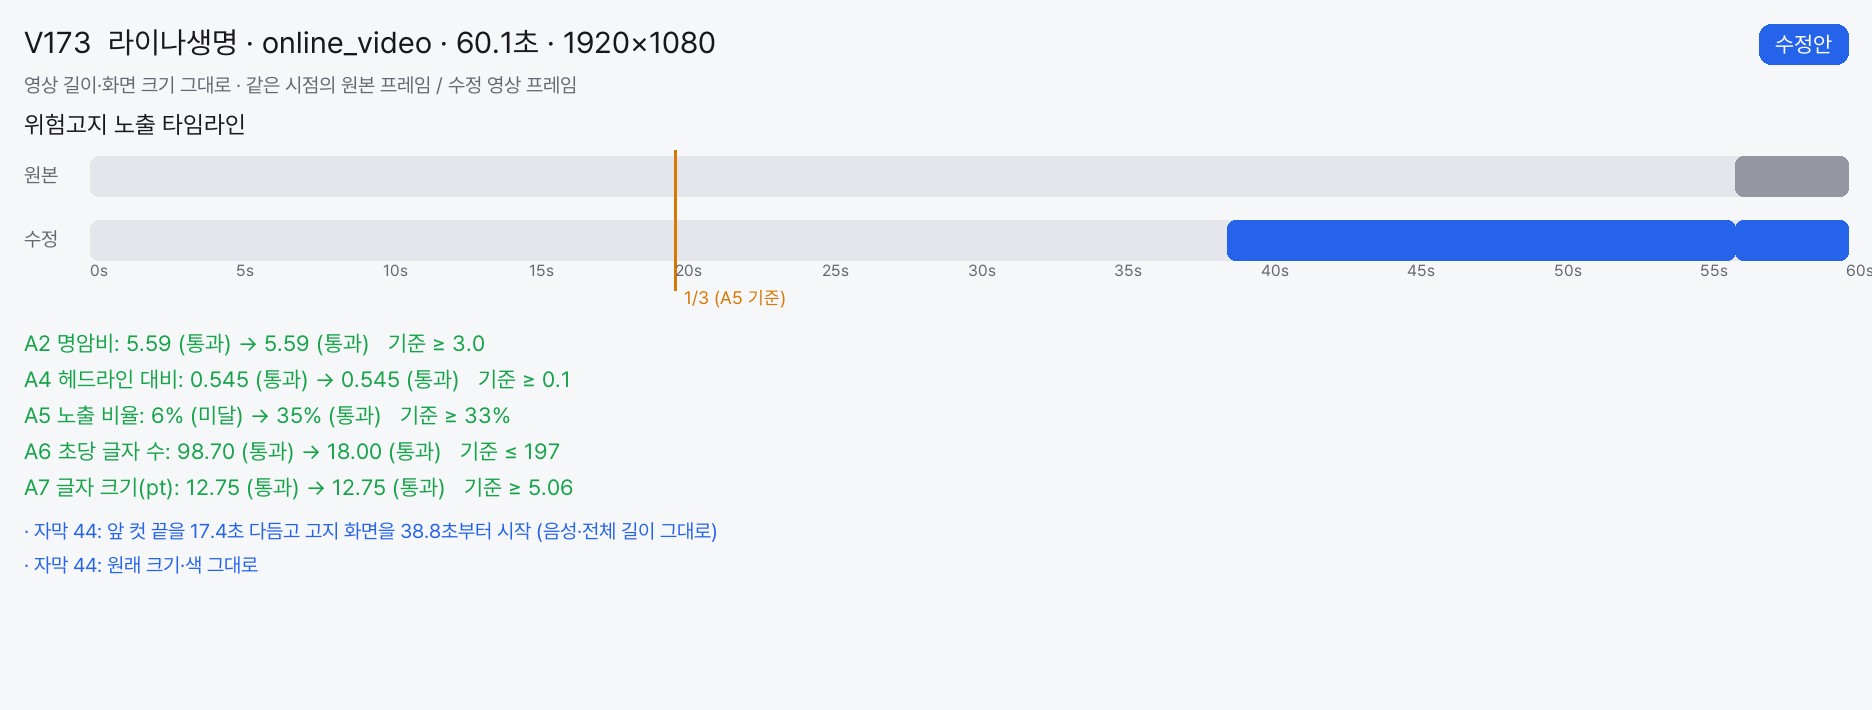 V173 라이나생명 · online_video · 60.1초 · 1920×1080
수정안
영상 길이·화면 크기 그대로 · 같은 시점의 원본 프레임 / 수정 영상 프레임
위험고지 노출 타임라인
원본
수정
0s 5s 10s 15s 20s 25s 30s 35s 40s 45s 50s 55s 60s
1/3 (A5 기준)
A2 명암비: 5.59 (통과) → 5.59 (통과) 기준 ≥ 3.0
A4 헤드라인 대비: 0.545 (통과) → 0.545 (통과) 기준 ≥ 0.1
A5 노출 비율: 6% (미달) → 35% (통과) 기준 ≥ 33%
A6 초당 글자 수: 98.70 (통과) → 18.00 (통과) 기준 ≤ 197
A7 글자 크기(pt): 12.75 (통과) → 12.75 (통과) 기준 ≥ 5.06
· 자막 44: 앞 컷 끝을 17.4초 다듬고 고지 화면을 38.8초부터 시작 (음성·전체 길이 그대로)
· 자막 44: 원래 크기·색 그대로